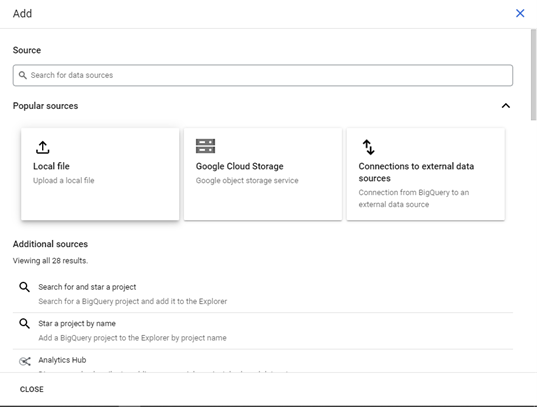 Add
Source
Search for data sources
Popular sources
Local file
Upload a local file
Google Cloud Storage
Google object storage service
Connections to external data
sources
Connection from BigQuery to an
external data source
Additional sources
Viewing all 28 results.
Search for and star a project
Search for a BigQuery project and add it to the Explorer
Star a project by name
Add a BigQuery project to the Explorer by project name
Analytics Hub
CLOSE